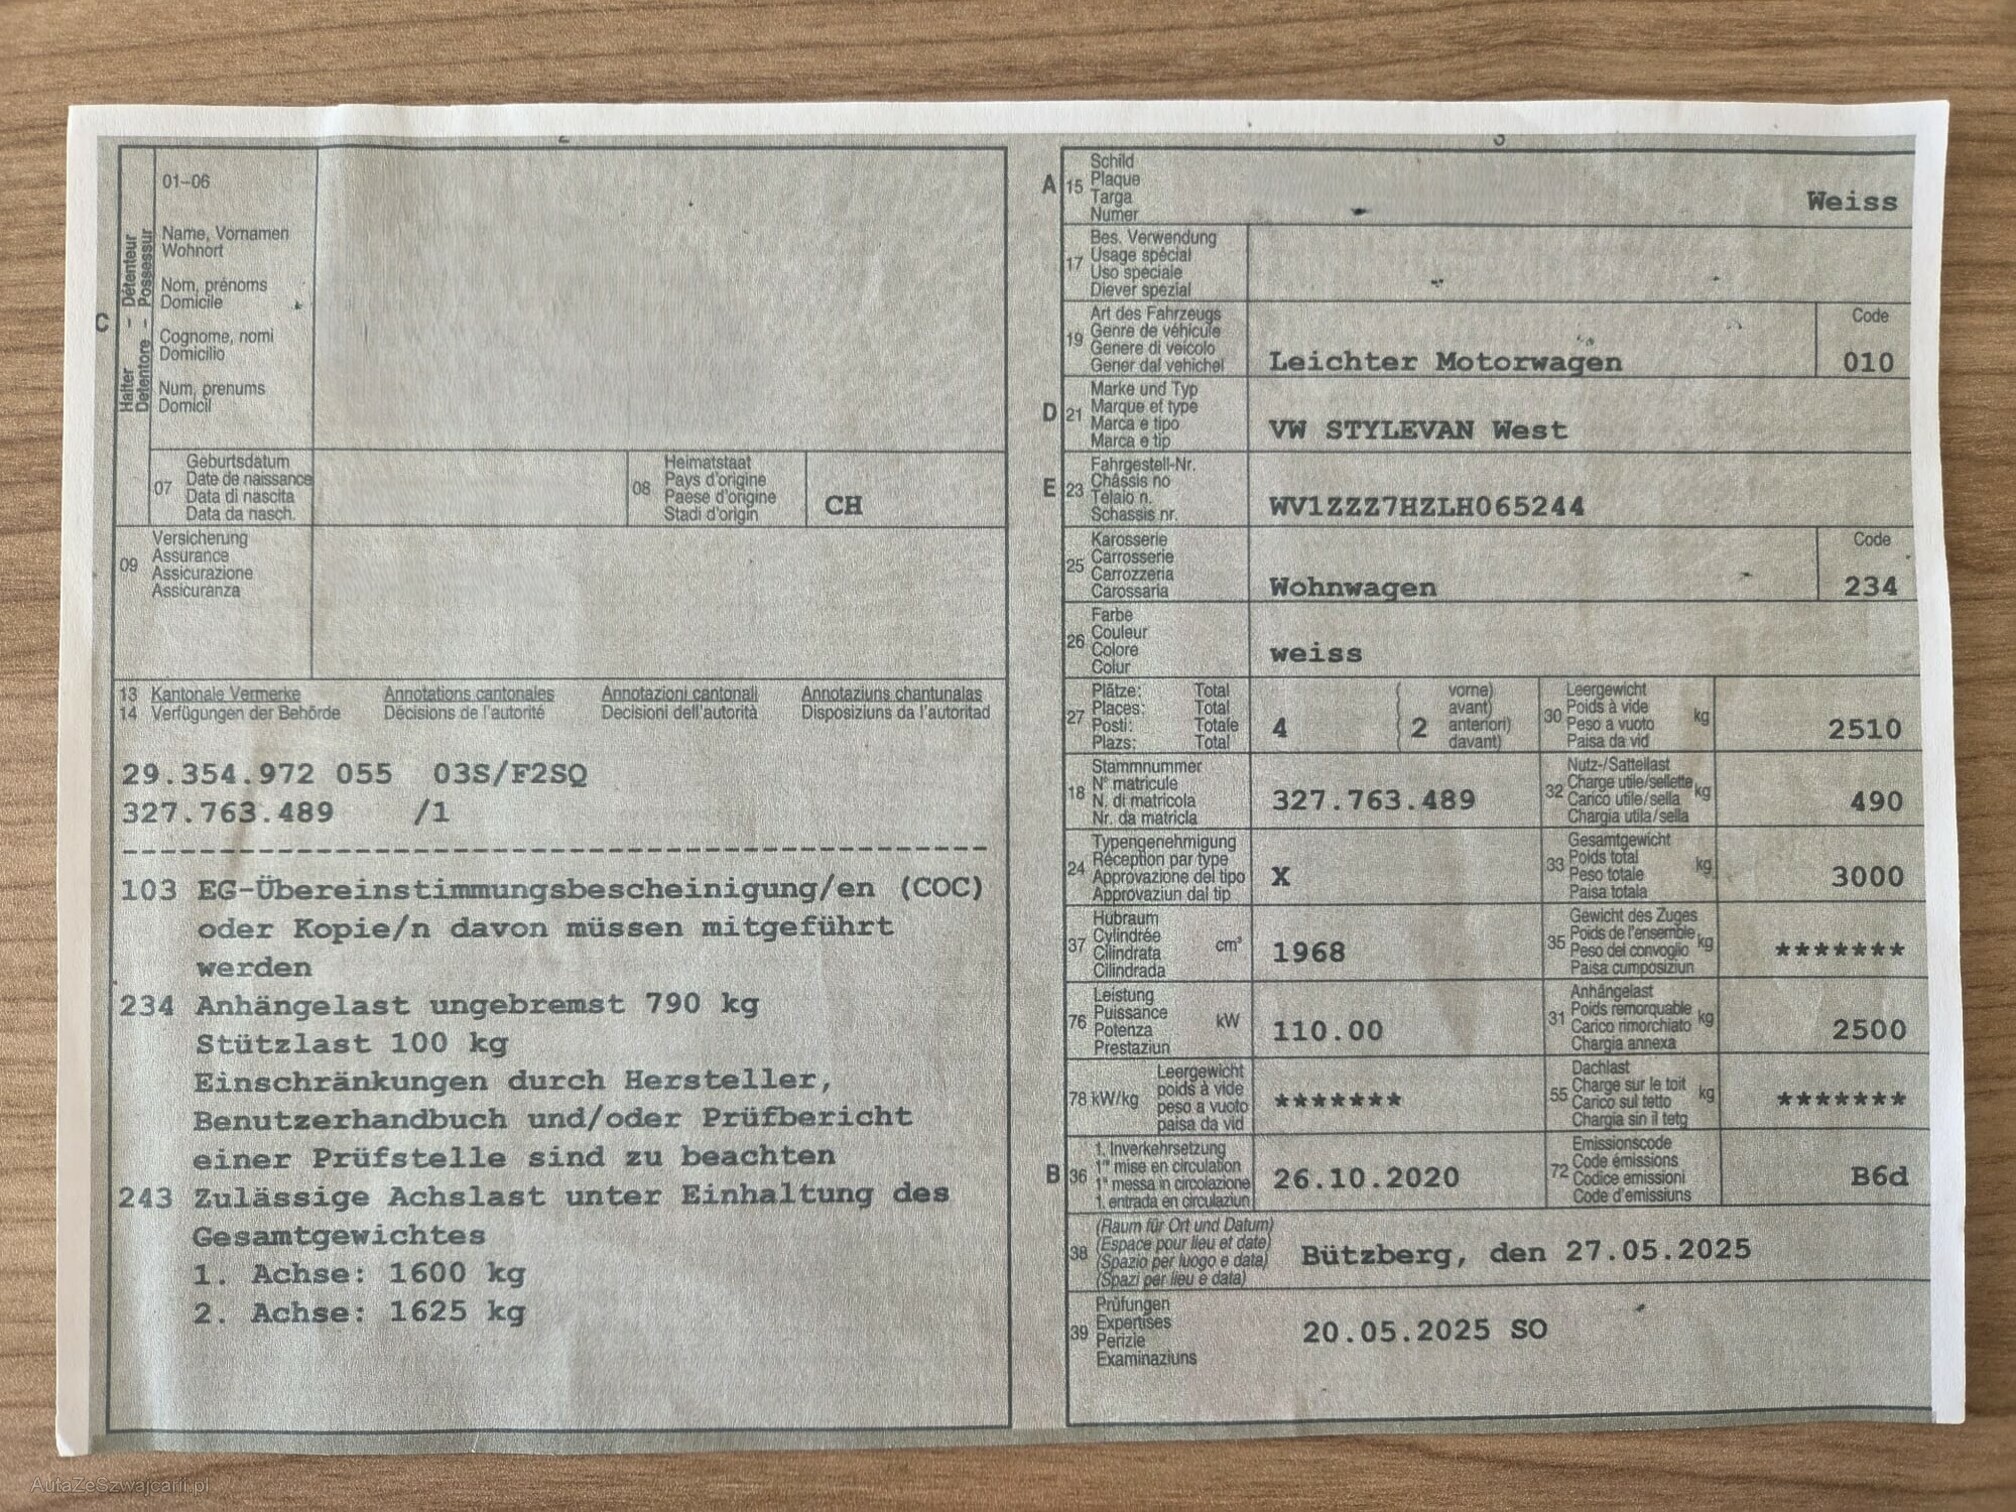 2
01-06
Name, Vornamen
Wohnort
Nom, prénoms
Domicile
Cognome, nomi
Domicilio
Num, prenums
Domicil
C
Halter - Détenteur
Detentore - Possessur
07
Geburtsdatum
Date de naissance
Data di nascita
Data da nasch.
08
Heimatstaat
Pays d'origine
Paese d'origine
Stadi d'origin
CH
09
Versicherung
Assurance
Assicurazione
Assicuranza
13 Kantonale Vermerke Annotations cantonales Annotazioni cantonali Annotaziuns chantunalas
14 Verfügungen der Behörde Décisions de l'autorité Decisioni dell'autorità Disposiziuns da l'autoritad
29.354.972 055 03S/F2SQ
327.763.489 /1
103 EG-Übereinstimmungsbescheinigung/en (COC)
oder Kopie/n davon müssen mitgeführt
werden
234 Anhängelast ungebremst 790 kg
Stützlast 100 kg
Einschränkungen durch Hersteller,
Benutzerhandbuch und/oder Prüfbericht
einer Prüfstelle sind zu beachten
243 Zulässige Achslast unter Einhaltung des
Gesamtgewichtes
1. Achse: 1600 kg
2. Achse: 1625 kg
3
A 15
Schild
Plaque
Targa
Numer
Weiss
17
Bes. Verwendung
Usage spécial
Uso speciale
Diever spezial
19
Art des Fahrzeugs
Genre de véhicule
Genere di veicolo
Gener dal vehichel
Leichter Motorwagen
Code
010
D 21
Marke und Typ
Marque et type
Marca e tipo
Marca e tip
VW STYLEVAN West
E 23
Fahrgestell-Nr.
Châssis no
Telaio n.
Schassis nr.
WV1ZZZ7HZLH065244
25
Karosserie
Carrosserie
Carrozzeria
Carossaria
Wohnwagen
Code
234
26
Farbe
Couleur
Colore
Colur
weiss
27
Plätze: Total
Places: Total
Posti: Totale
Plazs: Total
4
( vorne)
( avant)
( 2 anteriori)
( davant)
30
Leergewicht
Poids à vide
Peso a vuoto
Paisa da vid
kg
2510
18
Stammnummer
N° matricule
N. di matricola
Nr. da matricla
327.763.489
32
Nutz-/Sattellast
Charge utile/sellette
Carico utile/sella
Chargia utila/sella
kg
490
24
Typengenehmigung
Réception par type
Approvazione del tipo
Approvaziun dal tip
X
33
Gesamtgewicht
Poids total
Peso totale
Paisa totala
kg
3000
37
Hubraum
Cylindrée
Cilindrata
Cilindrada
cm³
1968
35
Gewicht des Zuges
Poids de l'ensemble
Peso del convoglio
Paisa cumposiziun
kg
*******
76
Leistung
Puissance
Potenza
Prestaziun
kW
110.00
31
Anhängelast
Poids remorquable
Carico rimorchiato
Chargia annexa
kg
2500
78 kW/kg
Leergewicht
poids à vide
peso a vuoto
paisa da vid
*******
55
Dachlast
Charge sur le toit
Carico sul tetto
Chargia sin il tetg
kg
*******
B 36
1. Inverkehrsetzung
1re mise en circulation
1a messa in circolazione
1. entrada en circulaziun
26.10.2020
72
Emissionscode
Code émissions
Codice emissioni
Code d'emissiuns
B6d
38
(Raum für Ort und Datum)
(Espace pour lieu et date)
(Spazio per luogo e data)
(Spazi per lieu e data)
Bützberg, den 27.05.2025
39
Prüfungen
Expertises
Perizie
Examinaziuns
20.05.2025 SO
AutaZeSzwajcarii.pl